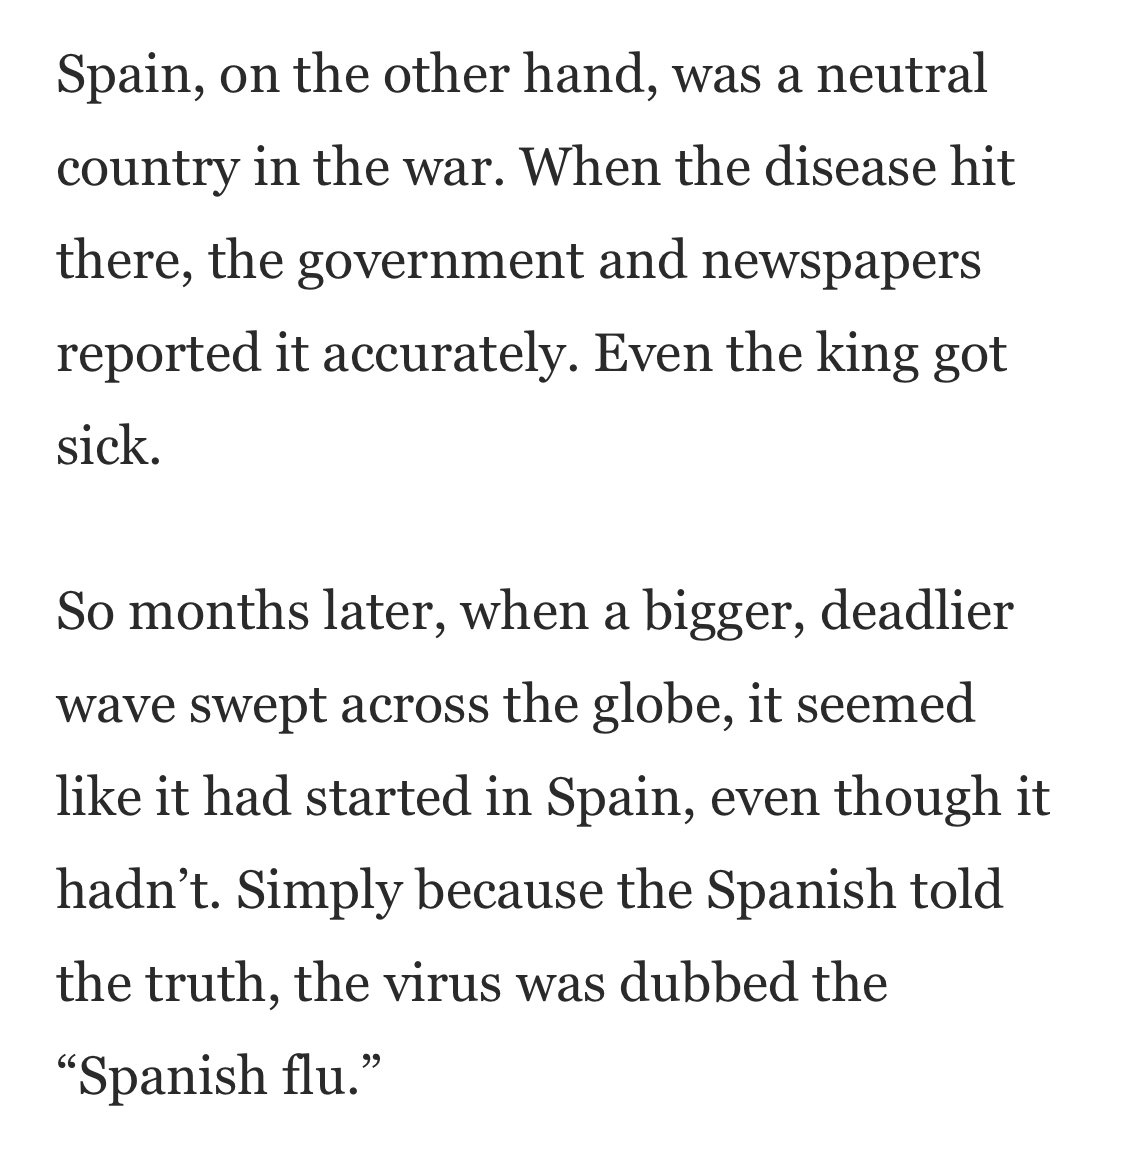 Spain, on the other hand, was a neutral
country in the war. When the disease hit
there, the government and newspapers
reported it accurately. Even the king got
sick.
So months later, when a bigger, deadlier
wave swept across the globe, it seemed
like it had started in Spain, even though it
hadn’t. Simply because the Spanish told
the truth, the virus was dubbed the
“Spanish flu.”